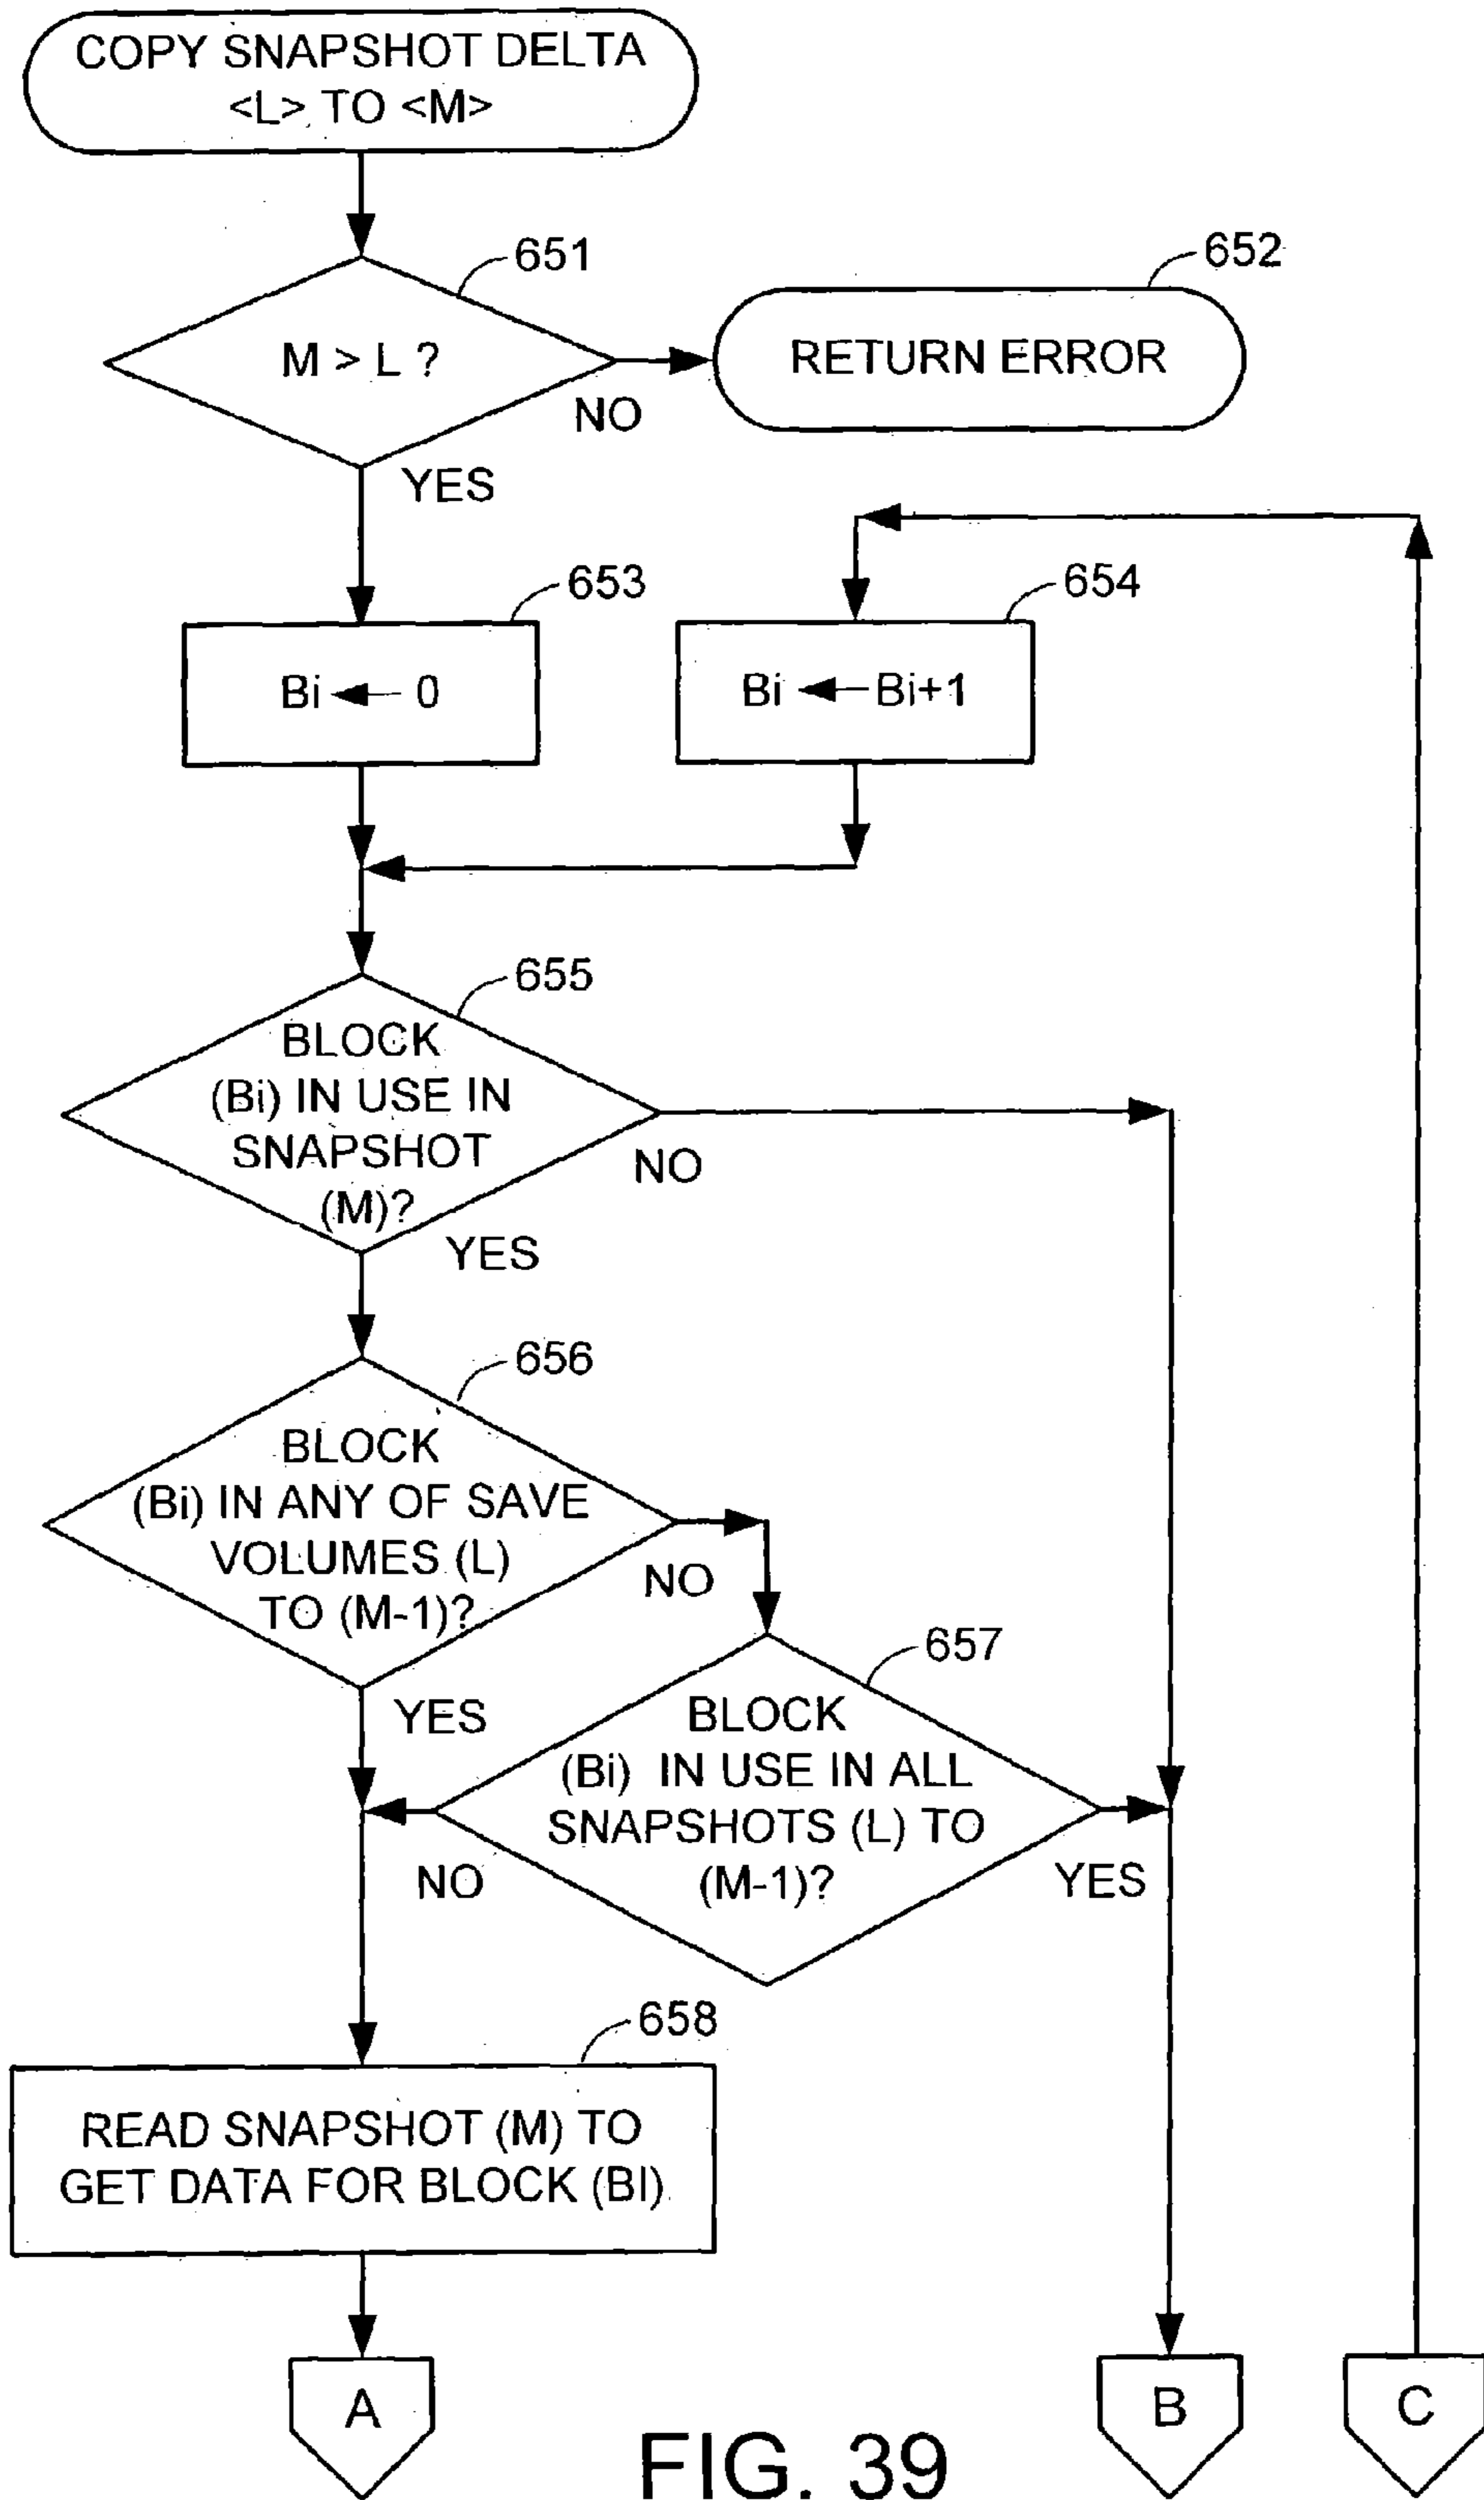 COPY SNAPSHOT DELTA
<L> TO <M>
651
M > L ?
NO
YES
652
RETURN ERROR
653
Bi ← 0
654
Bi ← Bi+1
655
BLOCK
(Bi) IN USE IN
SNAPSHOT
(M)?
NO
YES
656
BLOCK
(Bi) IN ANY OF SAVE
VOLUMES (L)
TO (M-1)?
NO
YES
657
BLOCK
(Bi) IN USE IN ALL
SNAPSHOTS (L) TO
(M-1)?
NO
YES
658
READ SNAPSHOT (M) TO
GET DATA FOR BLOCK (BI)
A
B
C
FIG. 39